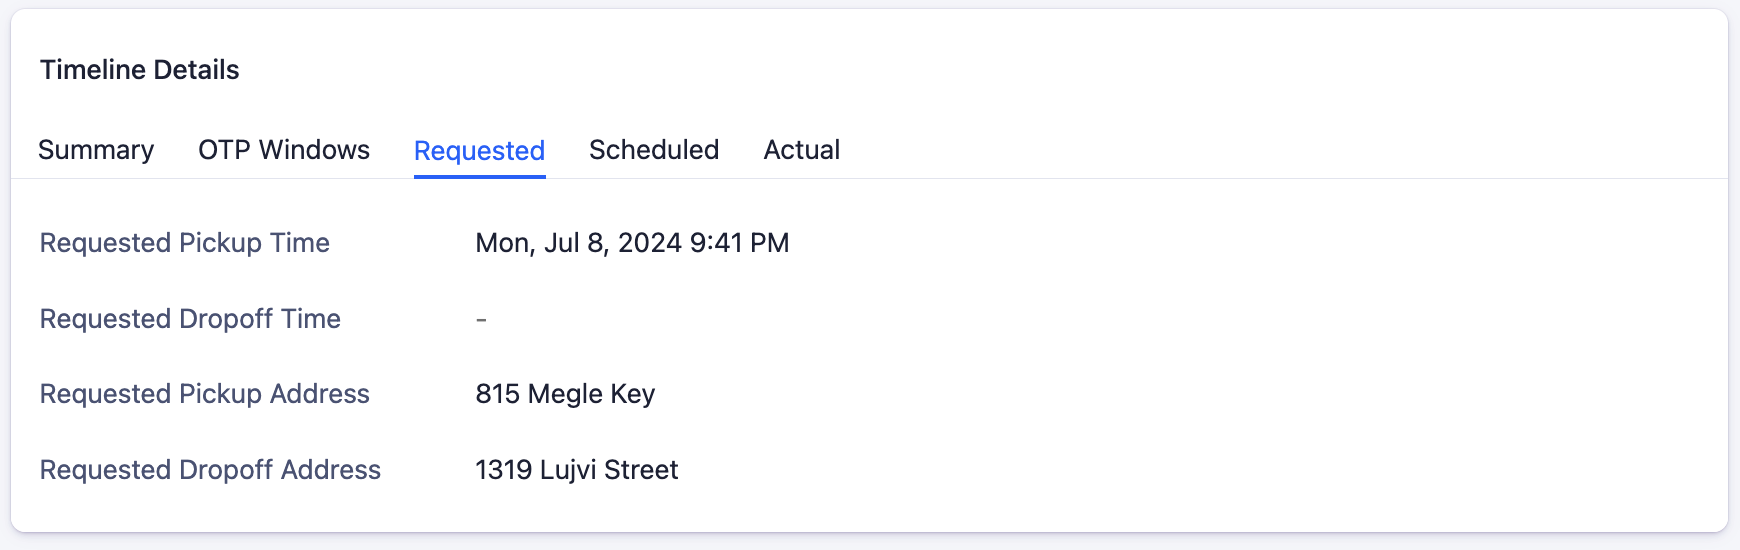 Timeline Details
Summary OTP Windows Requested Scheduled Actual
Requested Pickup Time Mon, Jul 8, 2024 9:41 PM
Requested Dropoff Time -
Requested Pickup Address 815 Megle Key
Requested Dropoff Address 1319 Lujvi Street